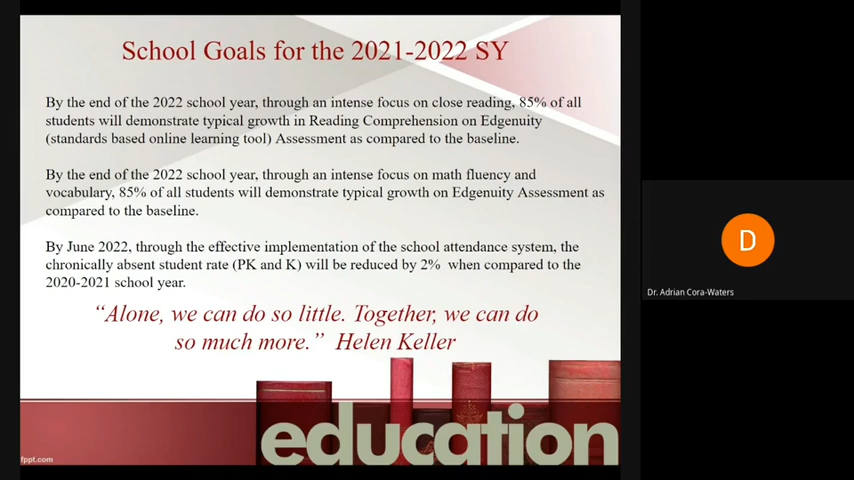 School Goals for the 2021-2022 SY
By the end of the 2022 school year, through an intense focus on close reading, 85% of all
students will demonstrate typical growth in Reading Comprehension on Edgenuity
(standards based online learning tool) Assessment as compared to the baseline.
By the end of the 2022 school year, through an intense focus on math fluency and
vocabulary, 85% of all students will demonstrate typical growth on Edgenuity Assessment as
compared to the baseline.
By June 2022, through the effective implementation of the school attendance system, the
chronically absent student rate (PK and K) will be reduced by 2% when compared to the
2020-2021 school year.
“Alone, we can do so little. Together, we can do
so much more.” Helen Keller
education
fppt.com
D
Dr. Adrian Cora-Waters